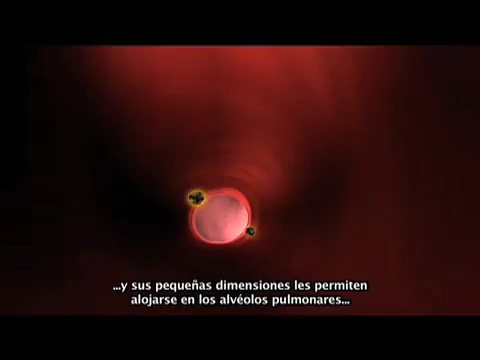 ...y sus pequeñas dimensiones les permiten
alojarse en los alvéolos pulmonares...